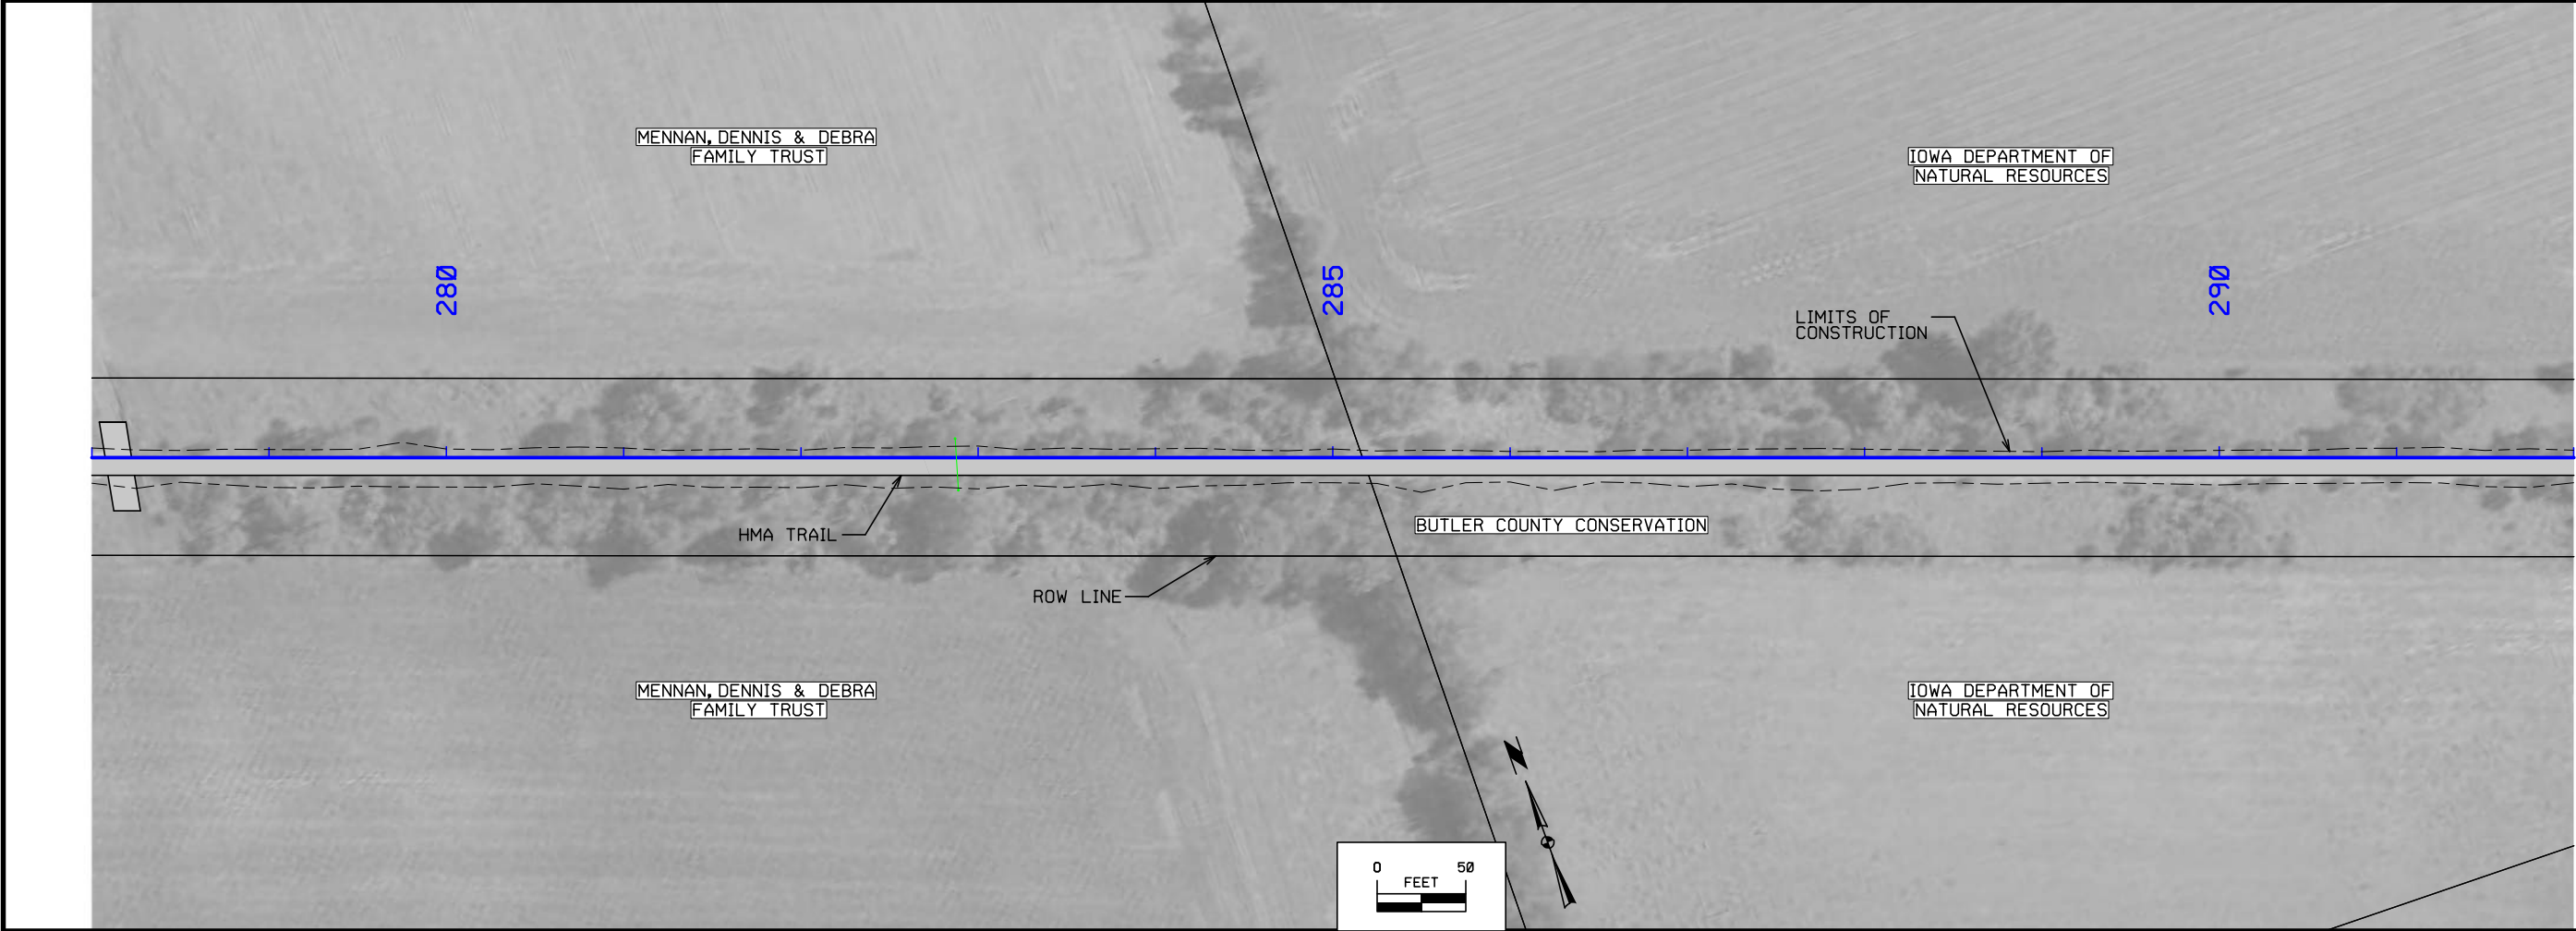 MENNAN, DENNIS & DEBRA
FAMILY TRUST
IOWA DEPARTMENT OF
NATURAL RESOURCES
280
285
290
LIMITS OF
CONSTRUCTION
HMA TRAIL
BUTLER COUNTY CONSERVATION
ROW LINE
MENNAN, DENNIS & DEBRA
FAMILY TRUST
IOWA DEPARTMENT OF
NATURAL RESOURCES
N
0 50
FEET